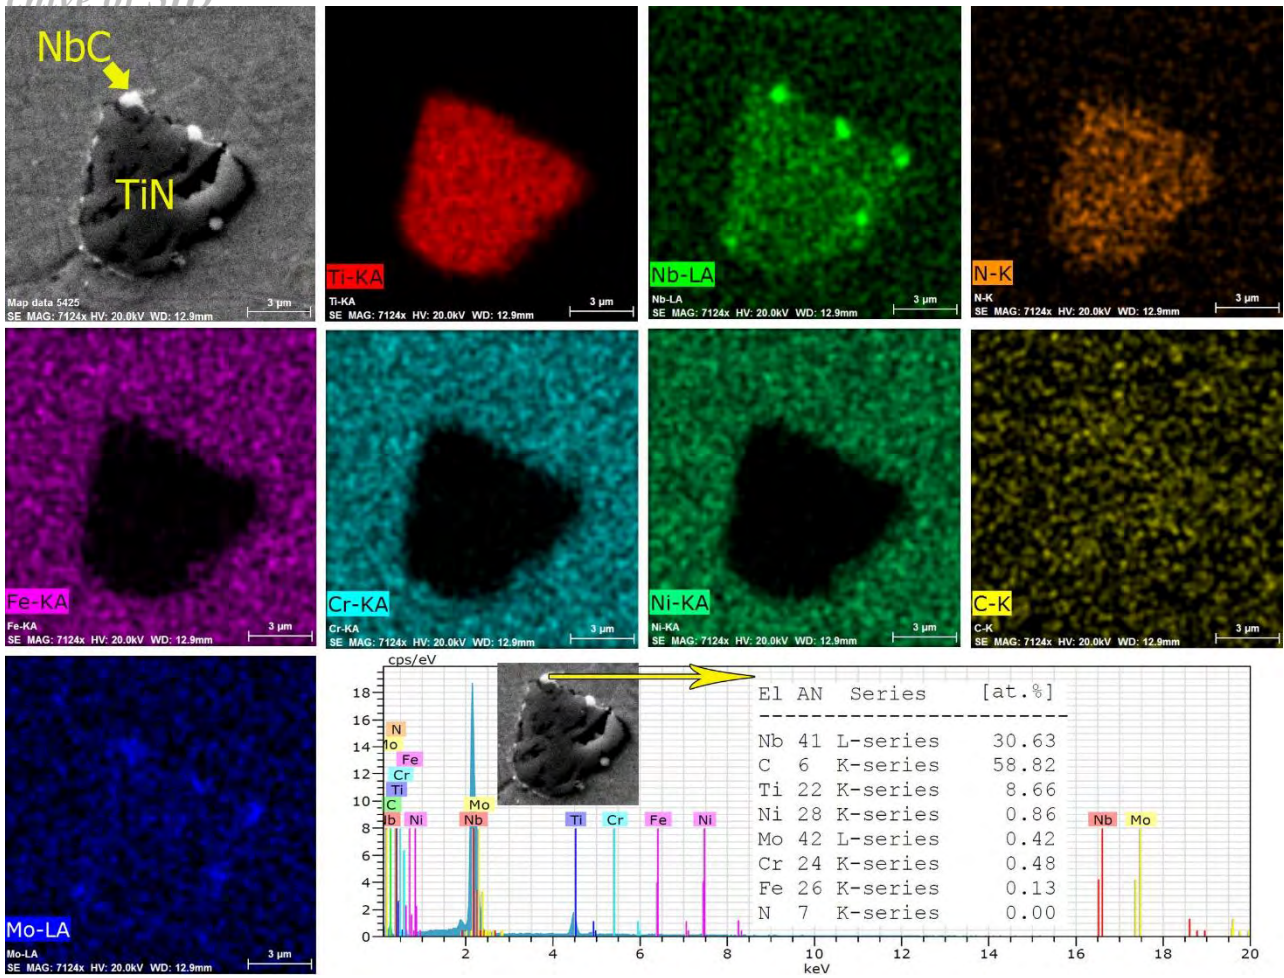 NbC
TiN
Map data 5425
SE MAG: 7124x HV: 20.0kV WD: 12.9mm
3 µm
Ti-KA
Ti-KA
SE MAG: 7124x HV: 20.0kV WD: 12.9mm
3 µm
Nb-LA
Nb-LA
SE MAG: 7124x HV: 20.0kV WD: 12.9mm
3 µm
N-K
N-K
SE MAG: 7124x HV: 20.0kV WD: 12.9mm
3 µm
Fe-KA
Fe-KA
SE MAG: 7124x HV: 20.0kV WD: 12.9mm
3 µm
Cr-KA
Cr-KA
SE MAG: 7124x HV: 20.0kV WD: 12.9mm
3 µm
Ni-KA
Ni-KA
SE MAG: 7124x HV: 20.0kV WD: 12.9mm
3 µm
C-K
C-K
SE MAG: 7124x HV: 20.0kV WD: 12.9mm
3 µm
Mo-LA
Mo-LA
SE MAG: 7124x HV: 20.0kV WD: 12.9mm
3 µm
cps/eV
18
16
14
12
10
8
6
4
2
0
N
Fe
Cr
Ti
C
Ni
Mo
Nb
Ti
Cr
Fe
Ni
Nb
Mo
El AN Series [at.%]
Nb 41 L-series 30.63
C 6 K-series 58.82
Ti 22 K-series 8.66
Ni 28 K-series 0.86
Mo 42 L-series 0.42
Cr 24 K-series 0.48
Fe 26 K-series 0.13
N 7 K-series 0.00
2 4 6 8 10 12 14 16 18 20
keV